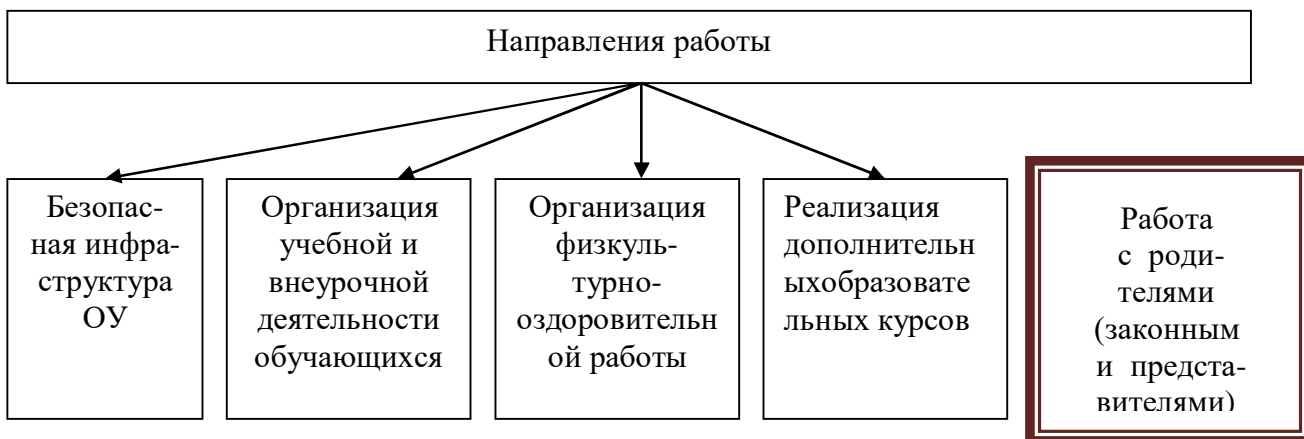 Направления работы
Безопас-
ная инфра-
структура
ОУ
Организация
учебной и
внеурочной
деятельности
обучающихся
Организация
физкуль-
турно-
оздоровительн
ой работы
Реализация
дополнительн
ыхобразовате
льных курсов
Работа
с роди-
телями
(законным
и предста-
вителями)